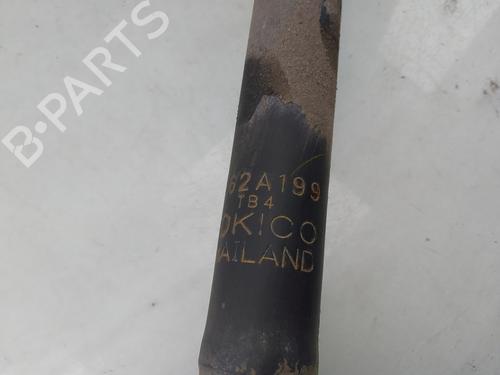 B-PARTS
62A199
TB4
OKICO
AILAND